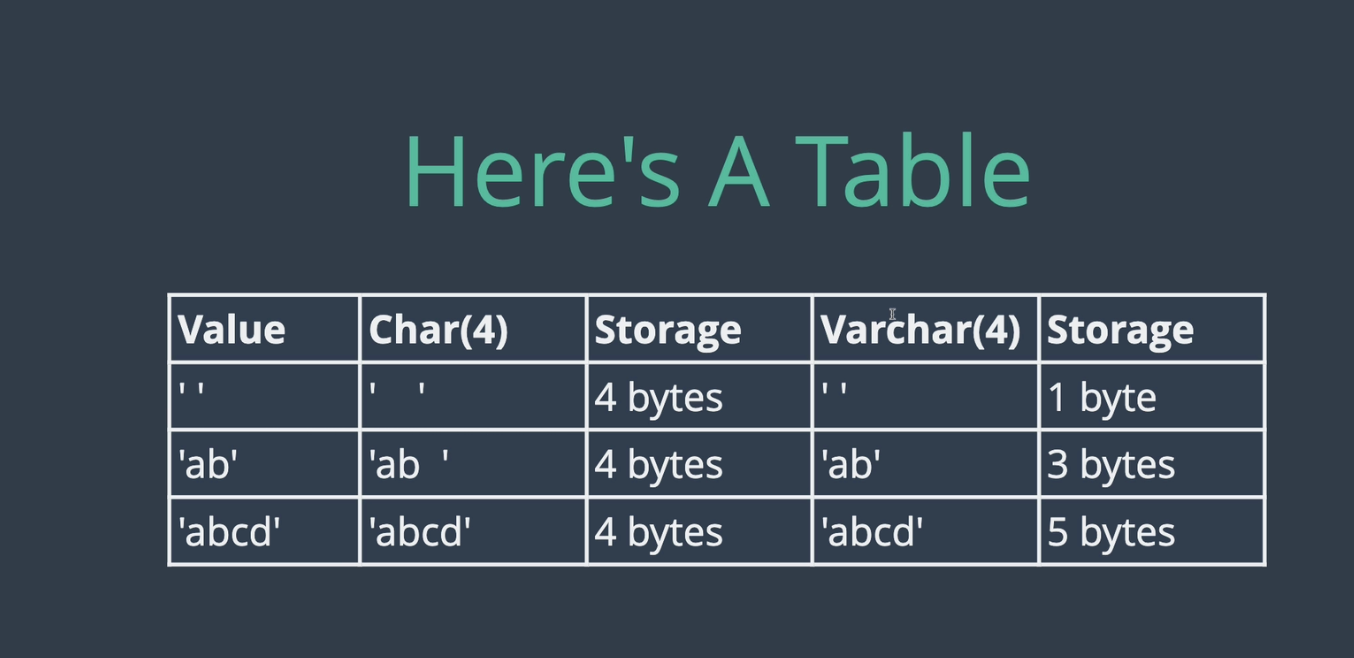 Here's A Table
Value Char(4) Storage Varchar(4) Storage
' ' '    ' 4 bytes ' ' 1 byte
'ab' 'ab  ' 4 bytes 'ab' 3 bytes
'abcd' 'abcd' 4 bytes 'abcd' 5 bytes